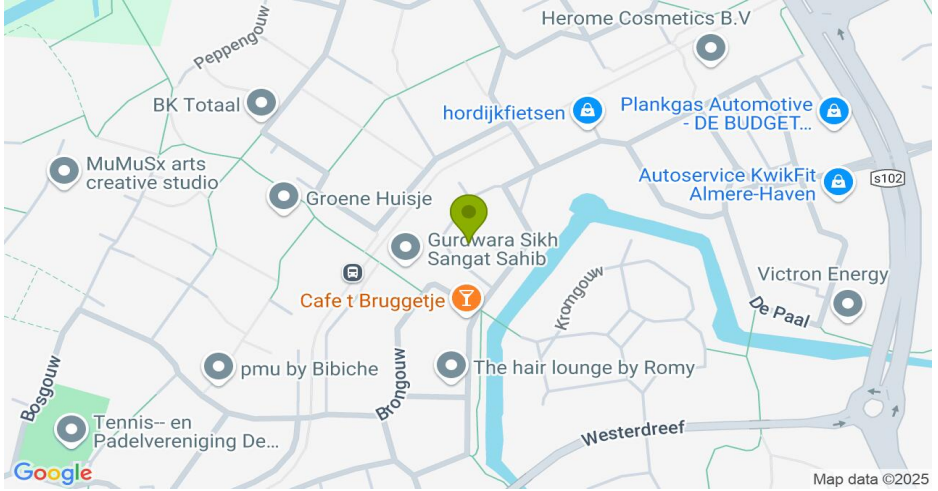 Herome Cosmetics B.V
Peppengouw
BK Totaal
hordijkfietsen
Plankgas Automotive
- DE BUDGET...
MuMuSx arts
creative studio
Autoservice KwikFit
Almere-Haven
s102
Groene Huisje
Gurdwara Sikh
Sangat Sahib
Kromgouw
Victron Energy
Cafe t Bruggetje
De Paal
pmu by Bibiche
The hair lounge by Romy
Bosgouw
Brongouw
Tennis-- en
Padelvereniging De...
Westerdreef
Google
Map data ©2025